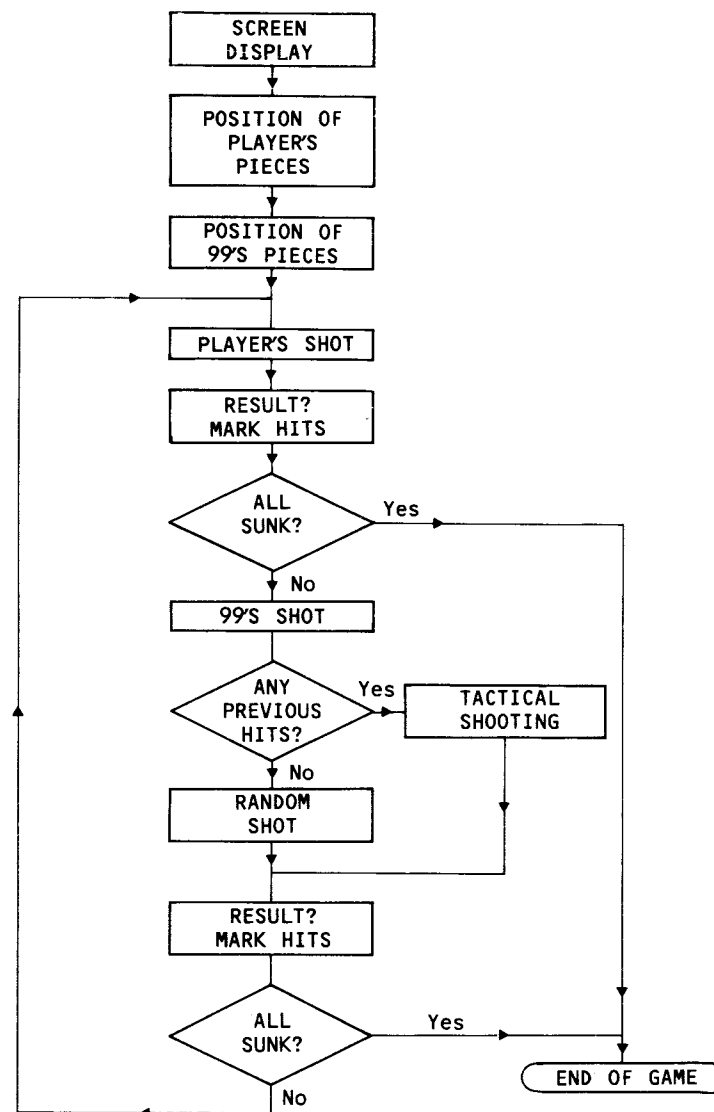 SCREEN
DISPLAY
POSITION OF
PLAYER'S
PIECES
POSITION OF
99'S PIECES
PLAYER'S SHOT
RESULT?
MARK HITS
ALL
SUNK?
Yes
No
99'S SHOT
ANY
PREVIOUS
HITS?
Yes
TACTICAL
SHOOTING
No
RANDOM
SHOT
RESULT?
MARK HITS
ALL
SUNK?
Yes
No
END OF GAME